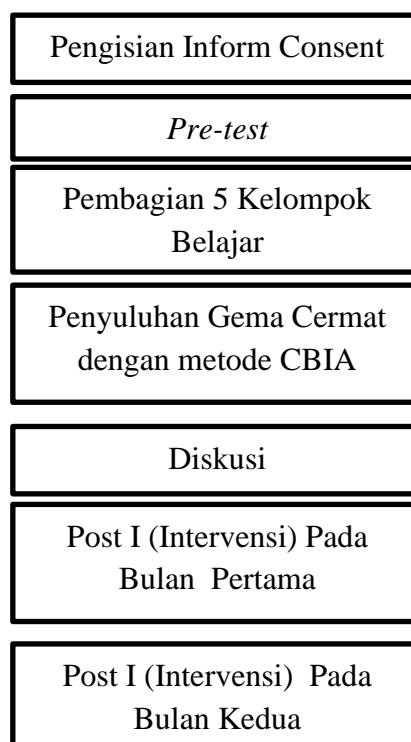 Pengisian Inform Consent
Pre-test
Pembagian 5 Kelompok
Belajar
Penyuluhan Gema Cermat
dengan metode CBIA
Diskusi
Post I (Intervensi) Pada
Bulan  Pertama
Post I (Intervensi)  Pada
Bulan Kedua